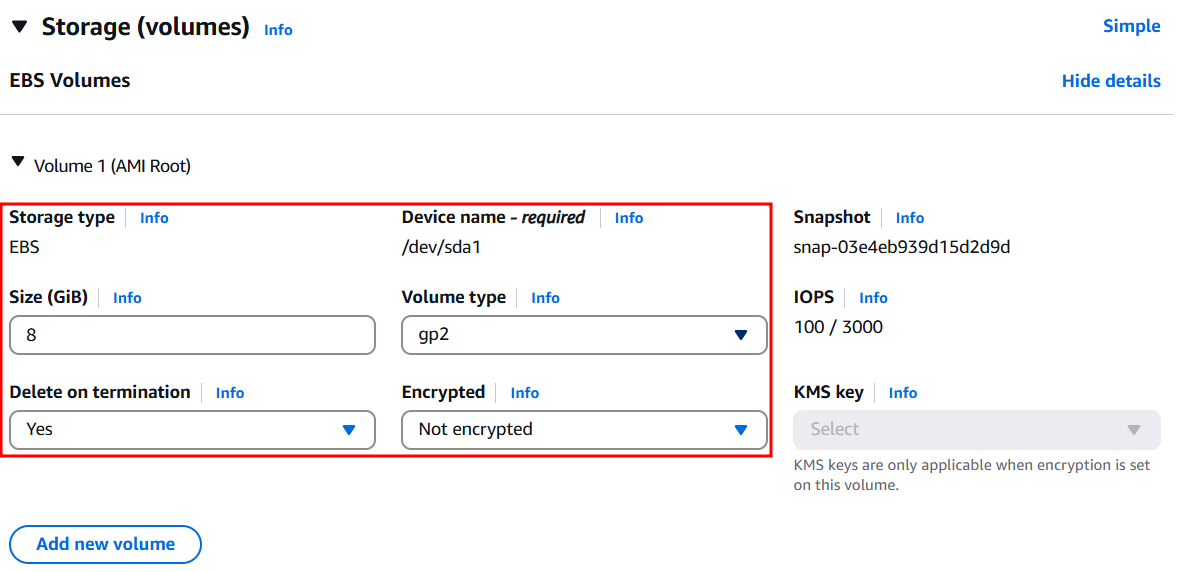 Storage (volumes) Info Simple
EBS Volumes Hide details
Volume 1 (AMI Root)
Storage type Info Device name - required Info Snapshot Info
EBS /dev/sda1 snap-03e4eb939d15d2d9d
Size (GiB) Info Volume type Info IOPS Info
8 gp2 100 / 3000
Delete on termination Info Encrypted Info KMS key Info
Yes Not encrypted Select
KMS keys are only applicable when encryption is set
on this volume.
Add new volume